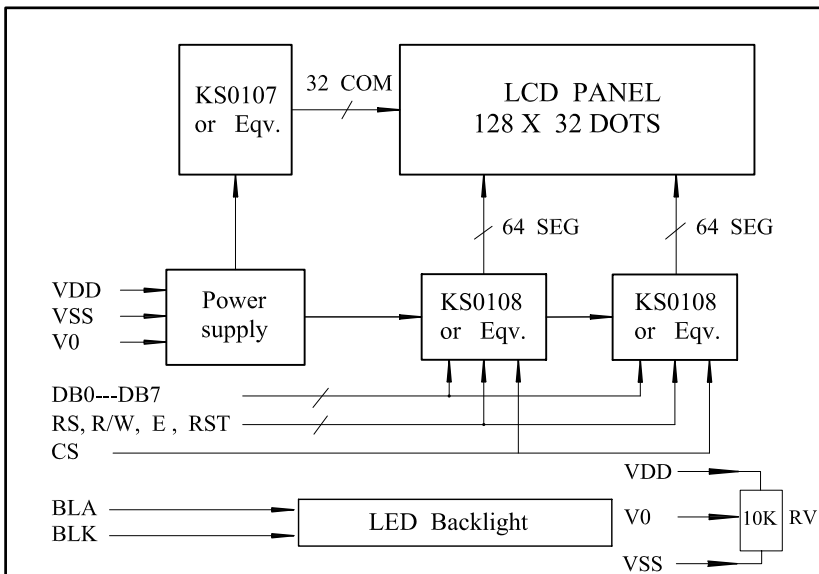 KS0107
or Eqv.
32 COM
LCD PANEL
128 X 32 DOTS
64 SEG
64 SEG
VDD
VSS
V0
Power
supply
KS0108
or Eqv.
KS0108
or Eqv.
DB0---DB7
RS, R/W, E , RST
CS
BLA
BLK
LED Backlight
VDD
V0
VSS
10K
RV